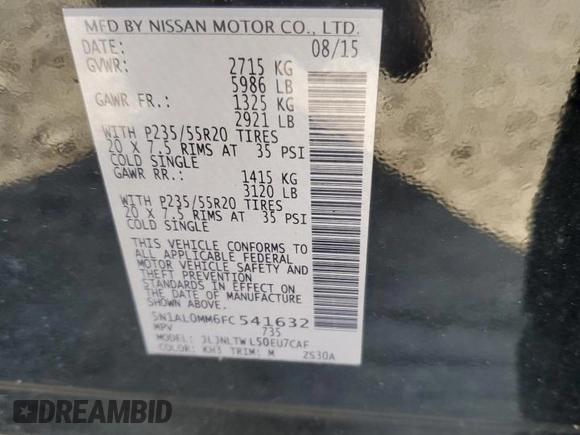 MFD BY NISSAN MOTOR CO., LTD.
DATE: 08/15
GVWR: 2715 KG
5986 LB
GAWR FR.: 1325 KG
2921 LB
WITH P235/55R20 TIRES
20 X 7.5 RIMS AT 35 PSI
COLD SINGLE
GAWR RR.: 1415 KG
3120 LB
WITH P235/55R20 TIRES
20 X 7.5 RIMS AT 35 PSI
COLD SINGLE
THIS VEHICLE CONFORMS TO
ALL APPLICABLE FEDERAL
MOTOR VEHICLE SAFETY AND
THEFT PREVENTION
STANDARDS IN EFFECT ON
THE DATE OF MANUFACTURE
SHOWN ABOVE.
5N1AL0MM6FC541632
MPV 735
MODEL: JLJNLTWL50EU7CAF
COLOR: KH3 TRIM: M 2S30A
DREAMBID